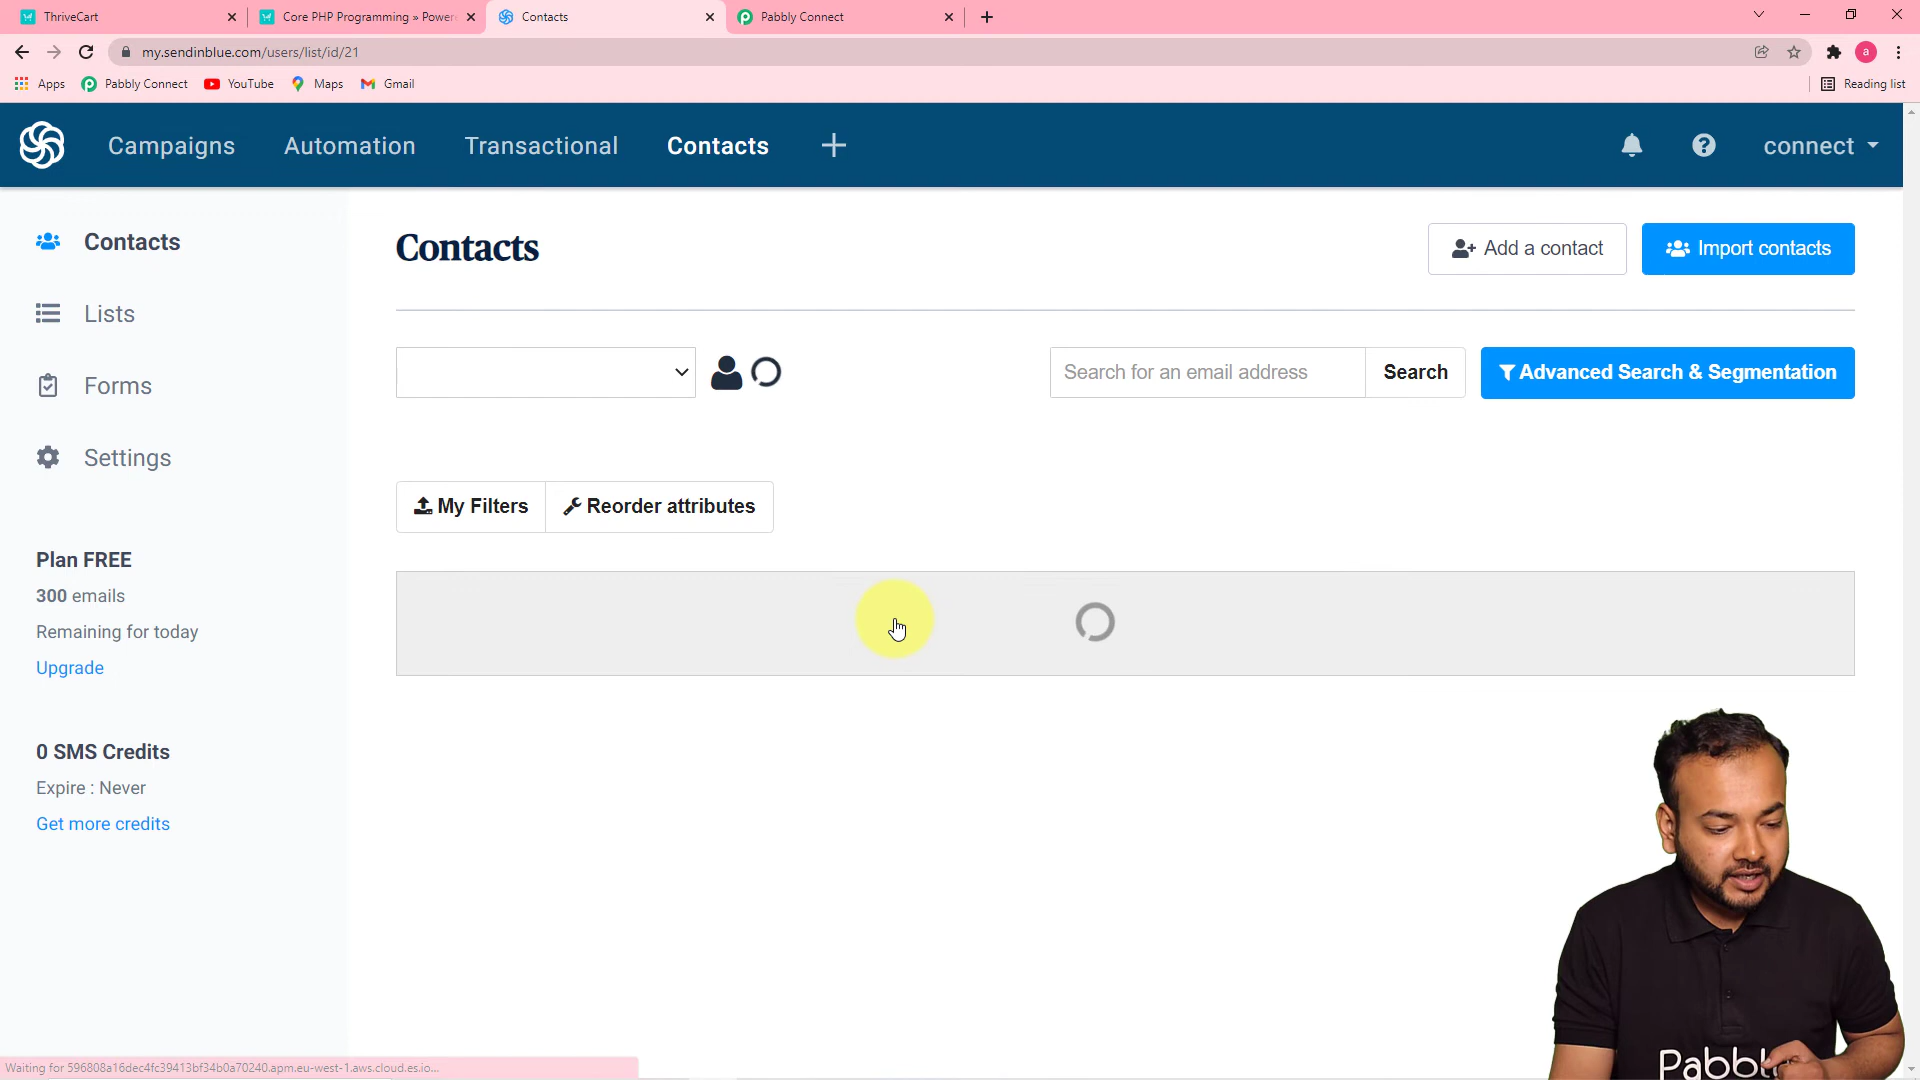 ThriveCart
Core PHP Programming » Power
Contacts
Pabbly Connect
my.sendinblue.com/users/list/id/21
a
Apps
Pabbly Connect
YouTube
Maps
Gmail
Reading list
Campaigns
Automation
Transactional
Contacts
connect
Contacts
Lists
Forms
Settings
Plan FREE
300 emails
Remaining for today
Upgrade
0 SMS Credits
Expire : Never
Get more credits
Contacts
Add a contact
Import contacts
Search for an email address
Search
Advanced Search & Segmentation
My Filters
Reorder attributes
Waiting for 596808a16dec4fc39413bf34b0a70240.apm.eu-west-1.aws.cloud.es.io...